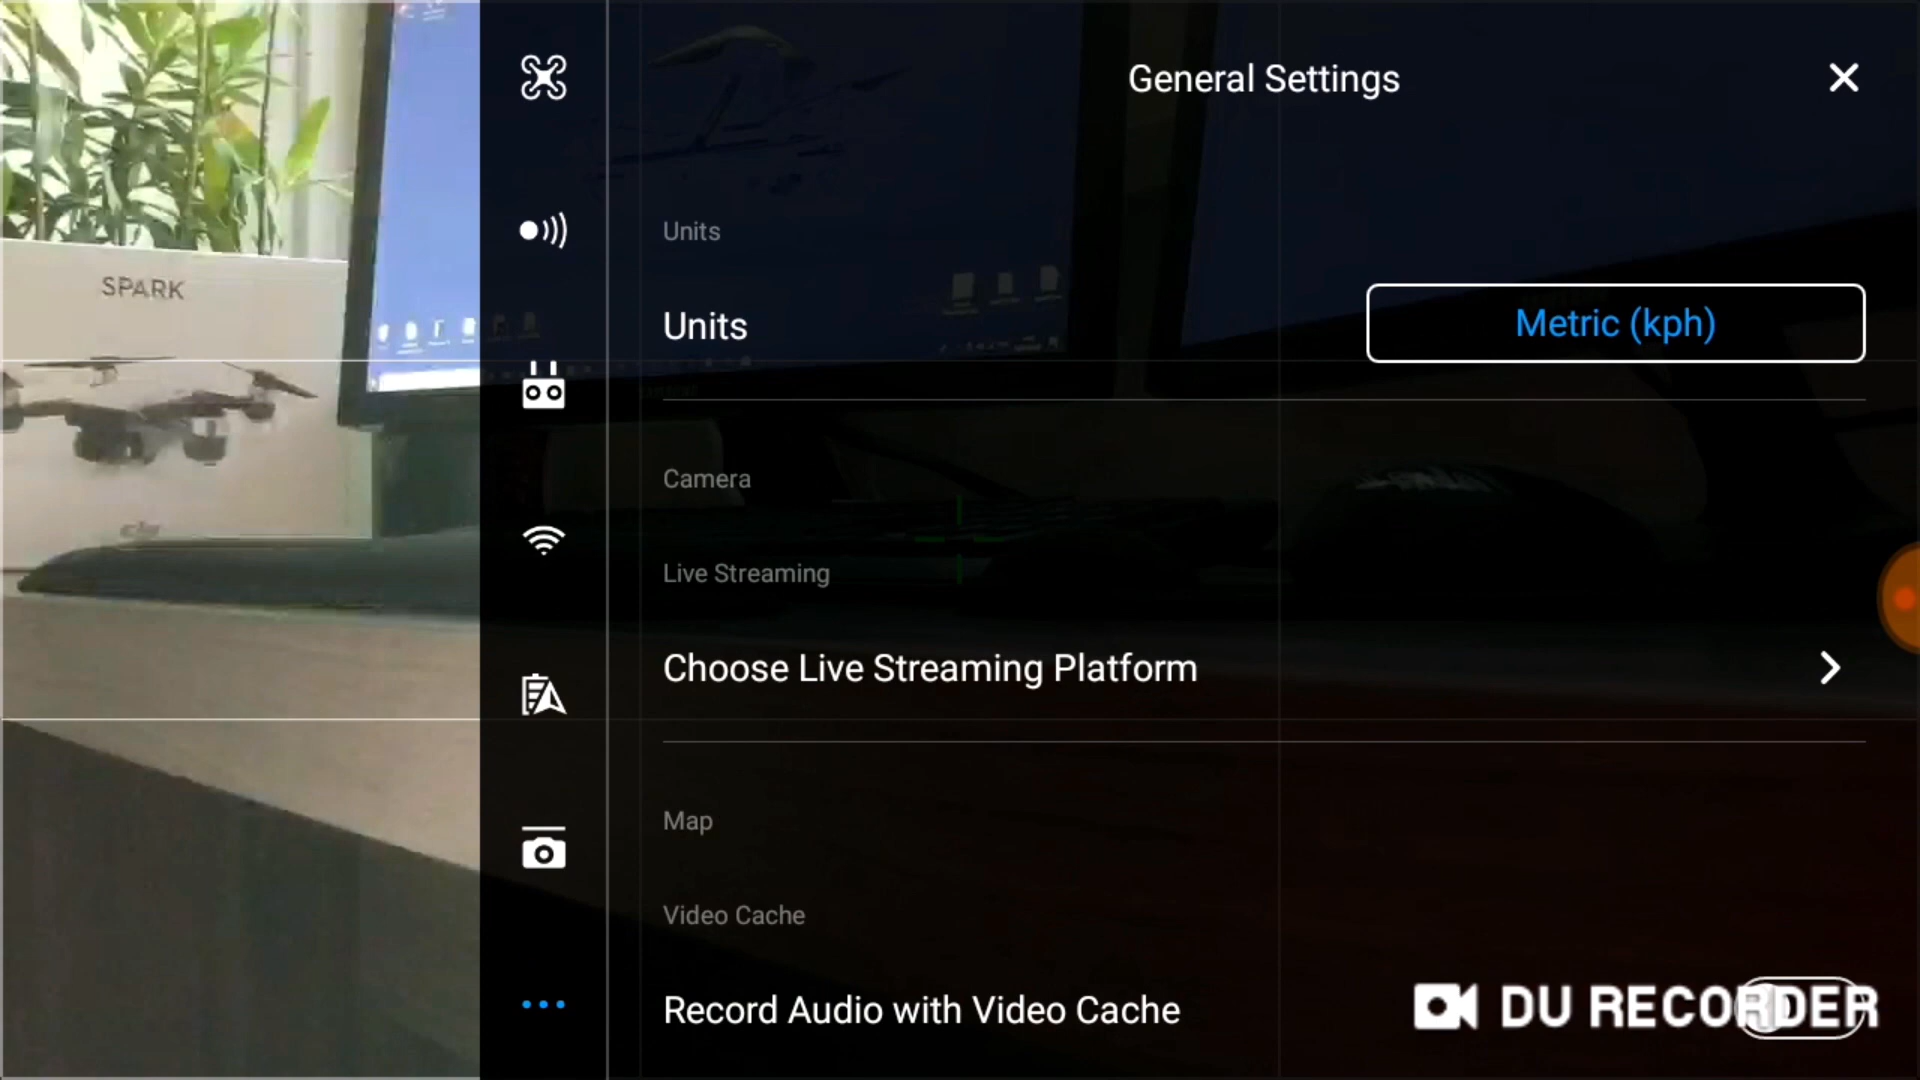 General Settings
SPARK
Units
Units
Metric (kph)
Camera
Live Streaming
Choose Live Streaming Platform
Map
Video Cache
Record Audio with Video Cache
DU RECORDER